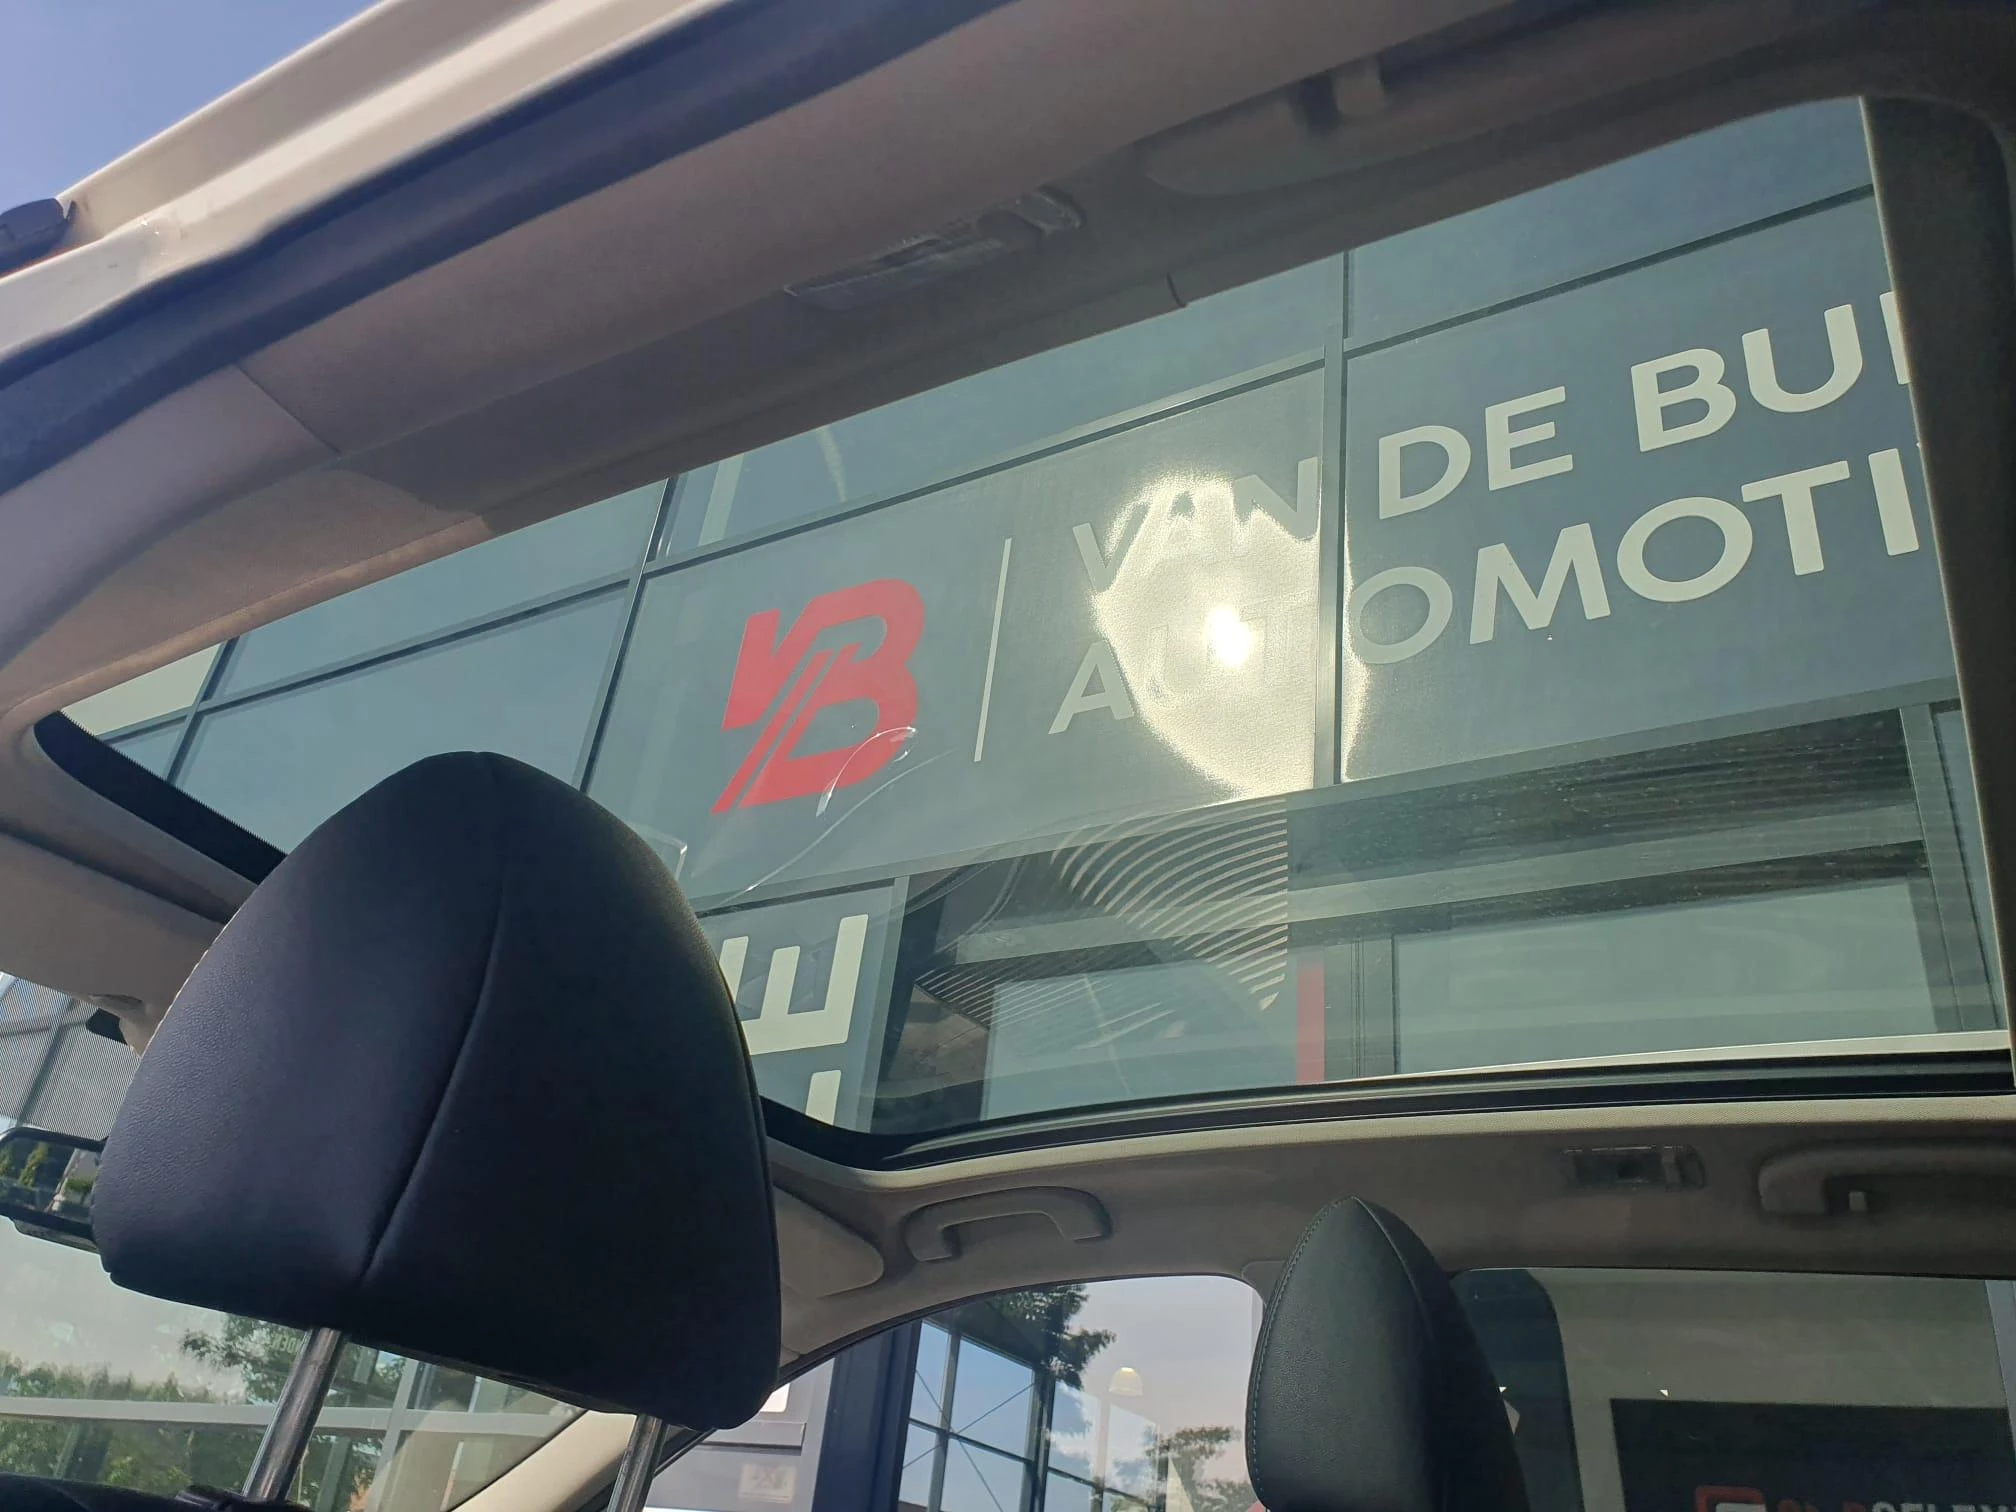 VB
VAN DE BU
AUTOMOTI
E